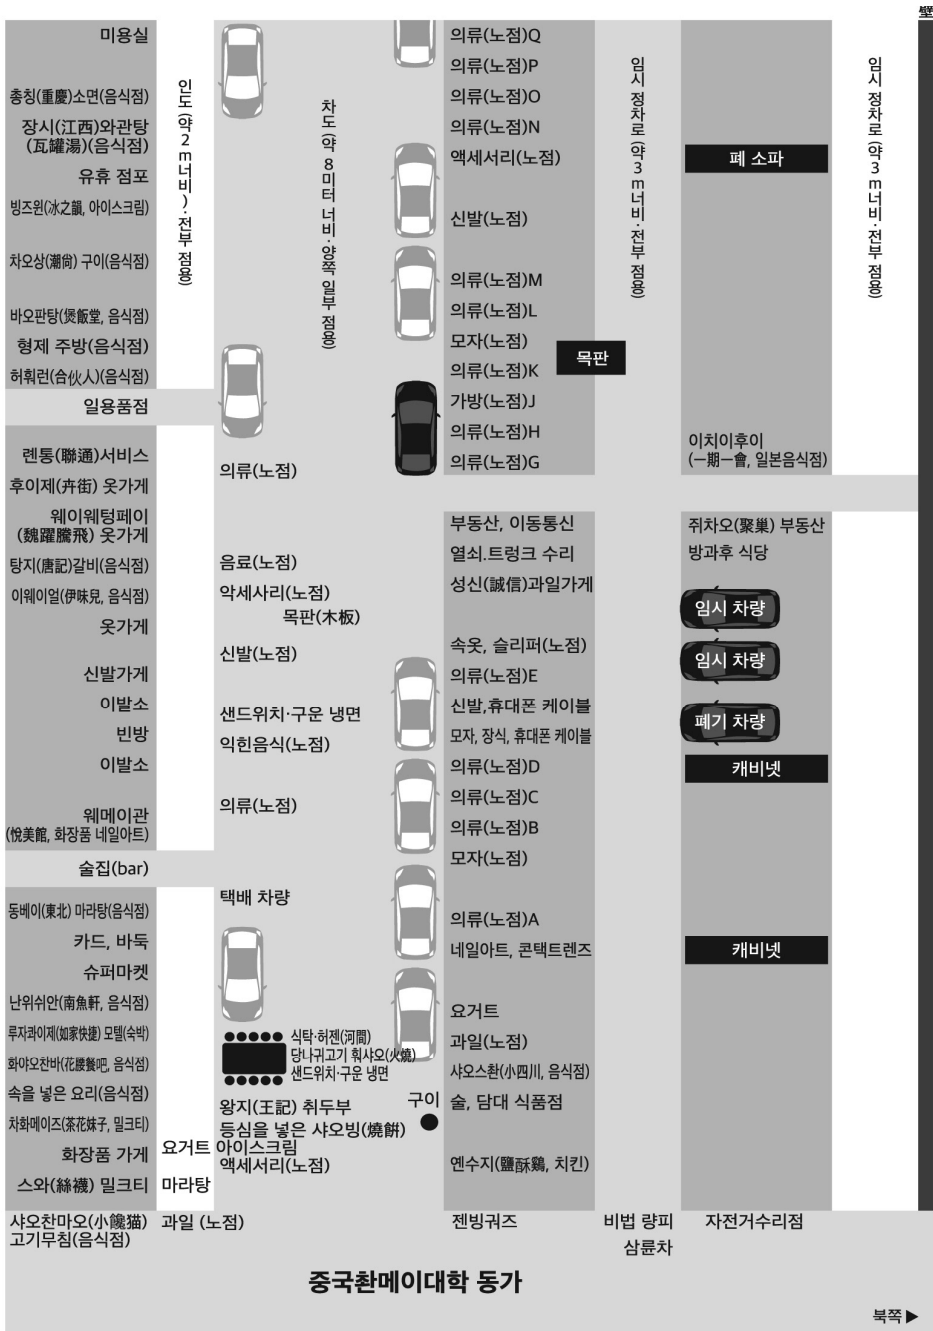 壁
미용실
총칭(重慶)소면(음식점)
장시(江西)와관탕
(瓦罐湯)(음식점)
유휴 점포
빙즈윈(冰之韻, 아이스크림)
차오상(潮尙) 구이(음식점)
바오판탕(煲飯堂, 음식점)
형제 주방(음식점)
허훠런(合伙人)(음식점)
일용품점
롄통(聯通)서비스
후이제(卉街) 옷가게
웨이웨텅페이
(魏躍騰飛) 옷가게
탕지(唐記)갈비(음식점)
이웨이얼(伊味兒, 음식점)
옷가게
신발가게
이발소
빈방
이발소
웨메이관
(悅美館, 화장품 네일아트)
술집(bar)
동베이(東北) 마라탕(음식점)
카드, 바둑
슈퍼마켓
난위쉬안(南魚軒, 음식점)
루자콰이제(如家快捷) 모텔(숙박)
화야오찬바(花腰餐吧, 음식점)
속을 넣은 요리(음식점)
차화메이즈(茶花妹子, 밀크티)
화장품 가게
스와(絲襪) 밀크티
샤오찬마오(小饞猫)
고기무침(음식점)
인도(약 2 m 너비)·전부 점용)
요거트 아이스크림
마라탕
과일 (노점)
차도 (약 8미터 너비·양쪽 일부 점용)
의류(노점)
음료(노점)
악세사리(노점)
목판(木板)
신발(노점)
샌드위치·구운 냉면
익힌음식(노점)
의류(노점)
택배 차량
식탁·허젠(河間)
당나귀고기 훠샤오(火燒)
샌드위치·구운 냉면
왕지(王記) 취두부
등심을 넣은 샤오빙(燒餠)
액세서리(노점)
구이
의류(노점)Q
의류(노점)P
의류(노점)O
의류(노점)N
액세서리(노점)
신발(노점)
의류(노점)M
의류(노점)L
모자(노점)
의류(노점)K
가방(노점)J
의류(노점)H
의류(노점)G
부동산, 이동통신
열쇠.트렁크 수리
성신(誠信)과일가게
속옷, 슬리퍼(노점)
의류(노점)E
신발,휴대폰 케이블
모자, 장식, 휴대폰 케이블
의류(노점)D
의류(노점)C
의류(노점)B
모자(노점)
의류(노점)A
네일아트, 콘택트렌즈
요거트
과일(노점)
샤오스촨(小四川, 음식점)
술, 담대 식품점
옌수지(鹽酥鷄, 치킨)
젠빙궈즈
임시 정차로 (약3m너비·전부 점용)
목판
비법 량피
삼륜차
폐 소파
이치이후이
(一期一會, 일본음식점)
쥐차오(聚巢) 부동산
방과후 식당
임시 차량
임시 차량
폐기 차량
캐비넷
캐비넷
자전거수리점
임시 정차로 (약3m너비·전부 점용)
중국촨메이대학 동가
북쪽 ▶